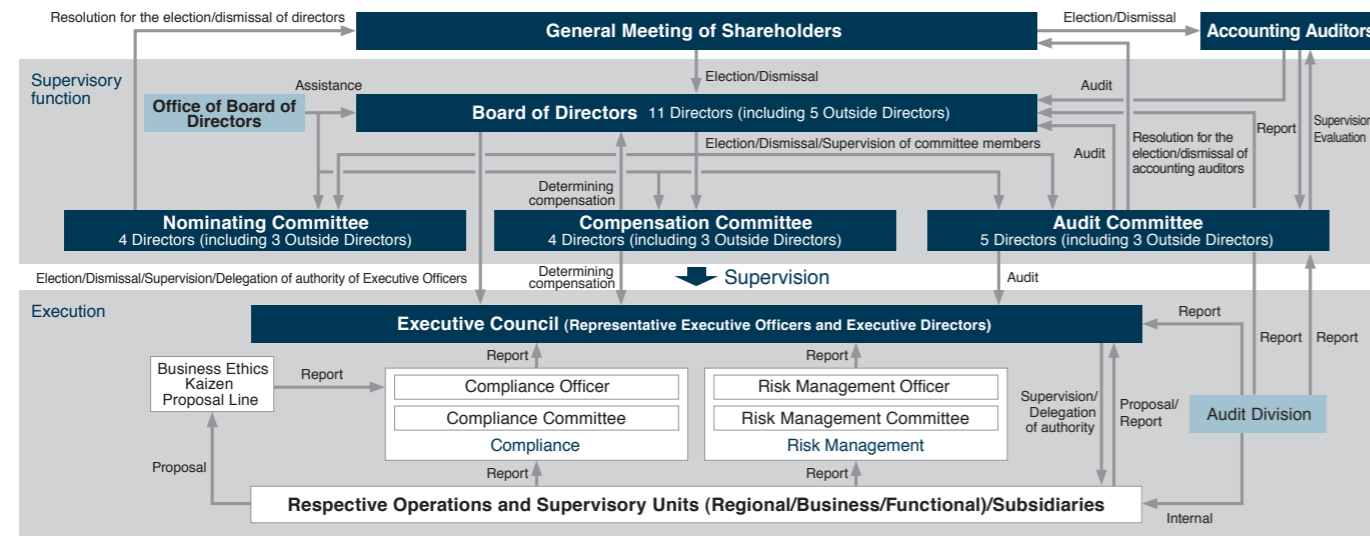 Resolution for the election/dismissal of directors
General Meeting of Shareholders
Election/Dismissal
Accounting Auditors
Supervisory
function
Election/Dismissal
Assistance
Office of Board of
Directors
Board of Directors 11 Directors (including 5 Outside Directors)
Audit
Report
Supervision
Evaluation
Election/Dismissal/Supervision of committee members
Audit
Resolution for the
election/dismissal of
accounting auditors
Determining
compensation
Nominating Committee
4 Directors (including 3 Outside Directors)
Compensation Committee
4 Directors (including 3 Outside Directors)
Audit Committee
5 Directors (including 3 Outside Directors)
Election/Dismissal/Supervision/Delegation of authority of Executive Officers
Determining
compensation
Supervision
Audit
Execution
Executive Council (Representative Executive Officers and Executive Directors)
Report
Report
Report
Report
Report
Business Ethics
Kaizen
Proposal Line
Report
Compliance Officer
Compliance Committee
Compliance
Risk Management Officer
Risk Management Committee
Risk Management
Supervision/
Delegation
of authority
Proposal/
Report
Audit Division
Proposal
Report
Report
Respective Operations and Supervisory Units (Regional/Business/Functional)/Subsidiaries
Internal